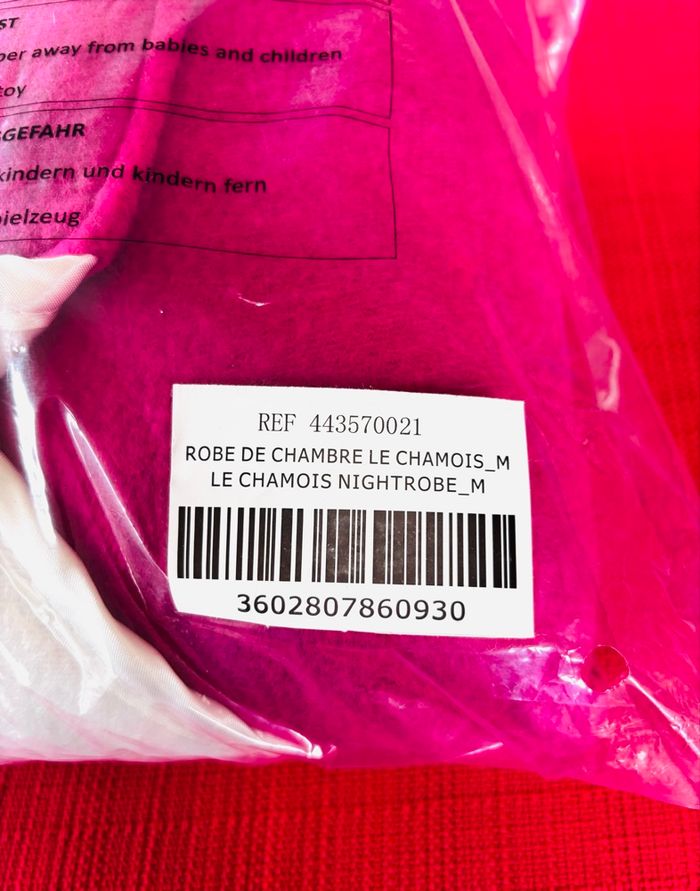 ST
per away from babies and children
toy
GEFAHR
kindern und kindern fern
pielzeug
REF 443570021
ROBE DE CHAMBRE LE CHAMOIS_M
LE CHAMOIS NIGHTROBE_M
3602807860930